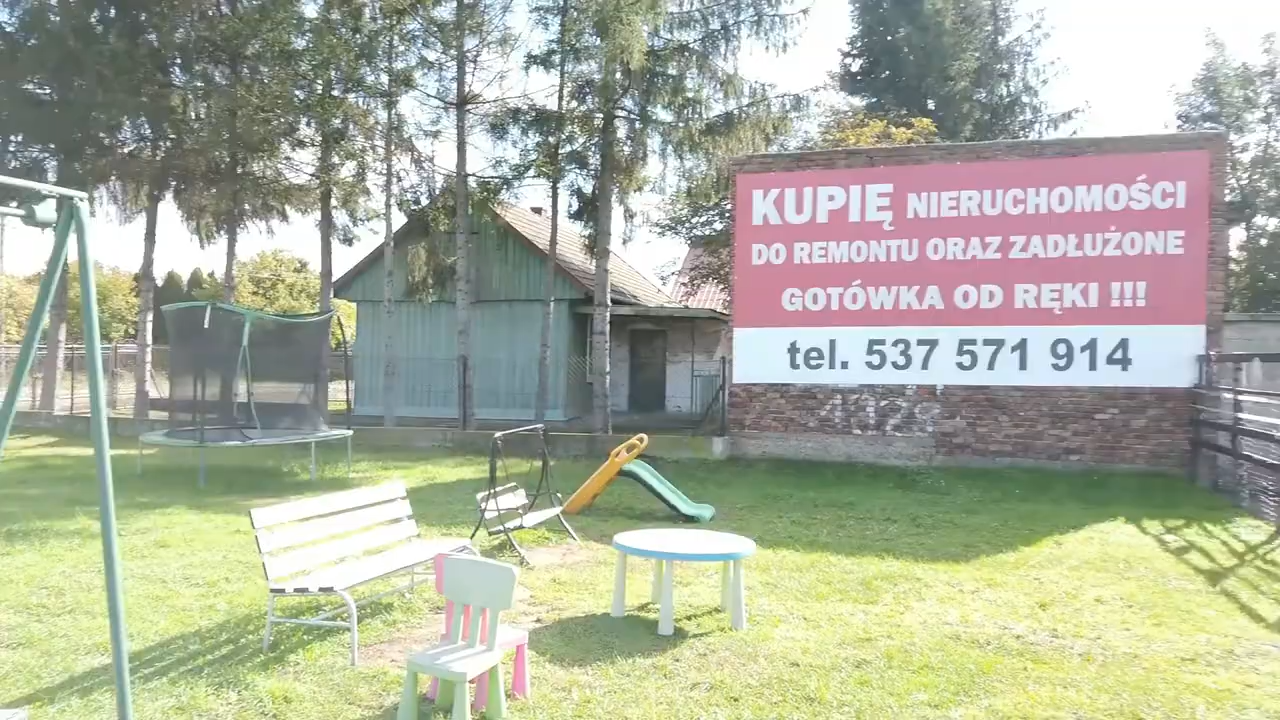 KUPIĘ NIERUCHOMOŚCI
DO REMONTU ORAZ ZADŁUŻONE
GOTÓWKA OD RĘKI !!!
tel. 537 571 914